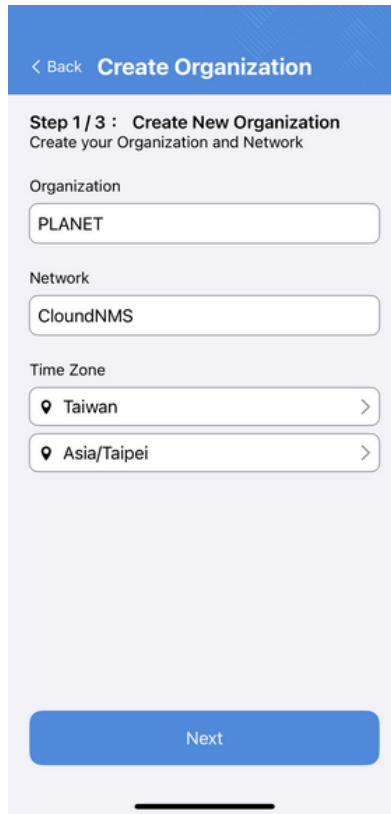 Back Create Organization
Step 1 / 3 : Create New Organization
Create your Organization and Network
Organization
PLANET
Network
CloundNMS
Time Zone
Taiwan
Asia/Taipei
Next